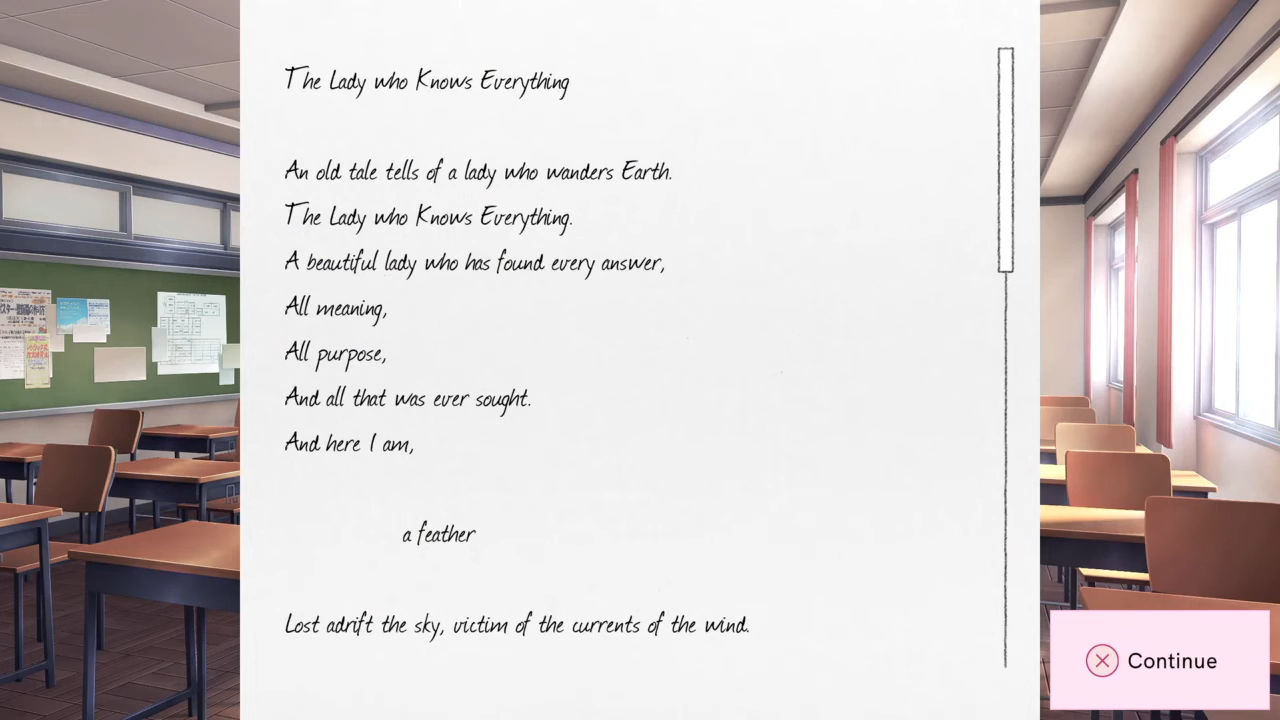 The Lady who Knows Everything
An old tale tells of a lady who wanders Earth.
The Lady who Knows Everything.
A beautiful lady who has found every answer,
All meaning,
All purpose,
And all that was ever sought.
And here I am,
a feather
Lost adrift the sky, victim of the currents of the wind.
Continue